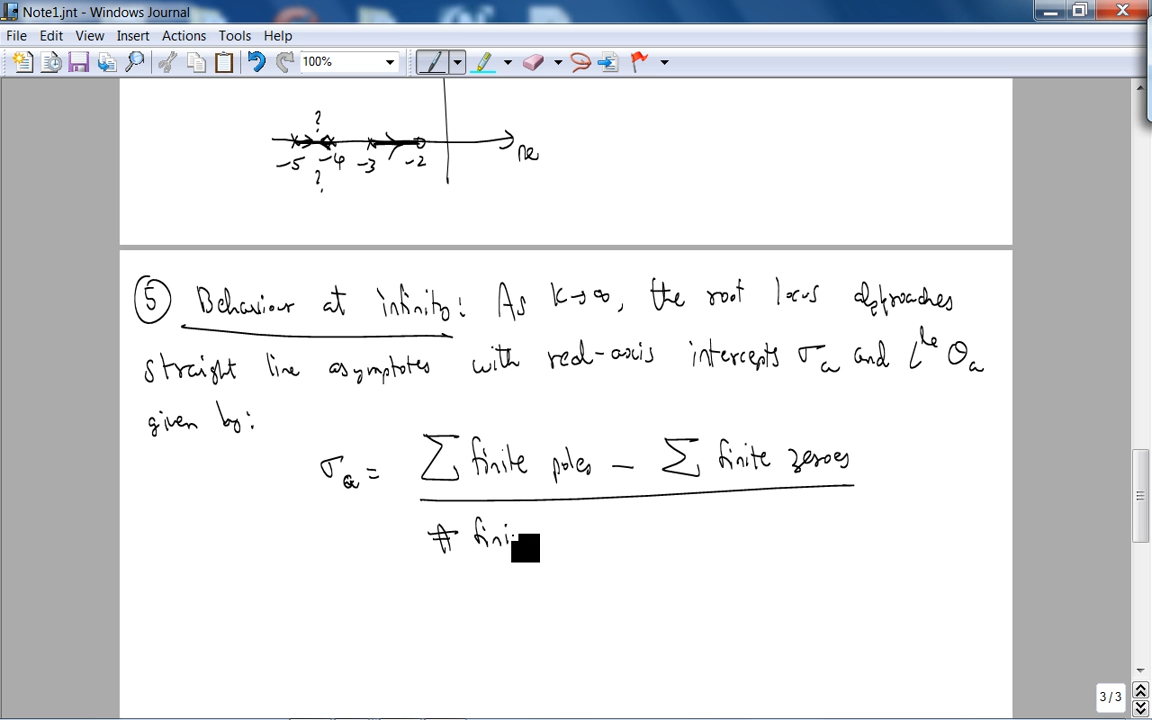 Note1.jnt - Windows Journal
File Edit View Insert Actions Tools Help
100%
?
-5 -4 -3 -2 Re
?
5 Behaviour at infinity: As K→∞, the root locus approaches
straight line asymptotes with real-axis intercepts σa and Lle θa
given by:
σa = ∑ finite poles – ∑ finite zeroes
# fini
3 / 3